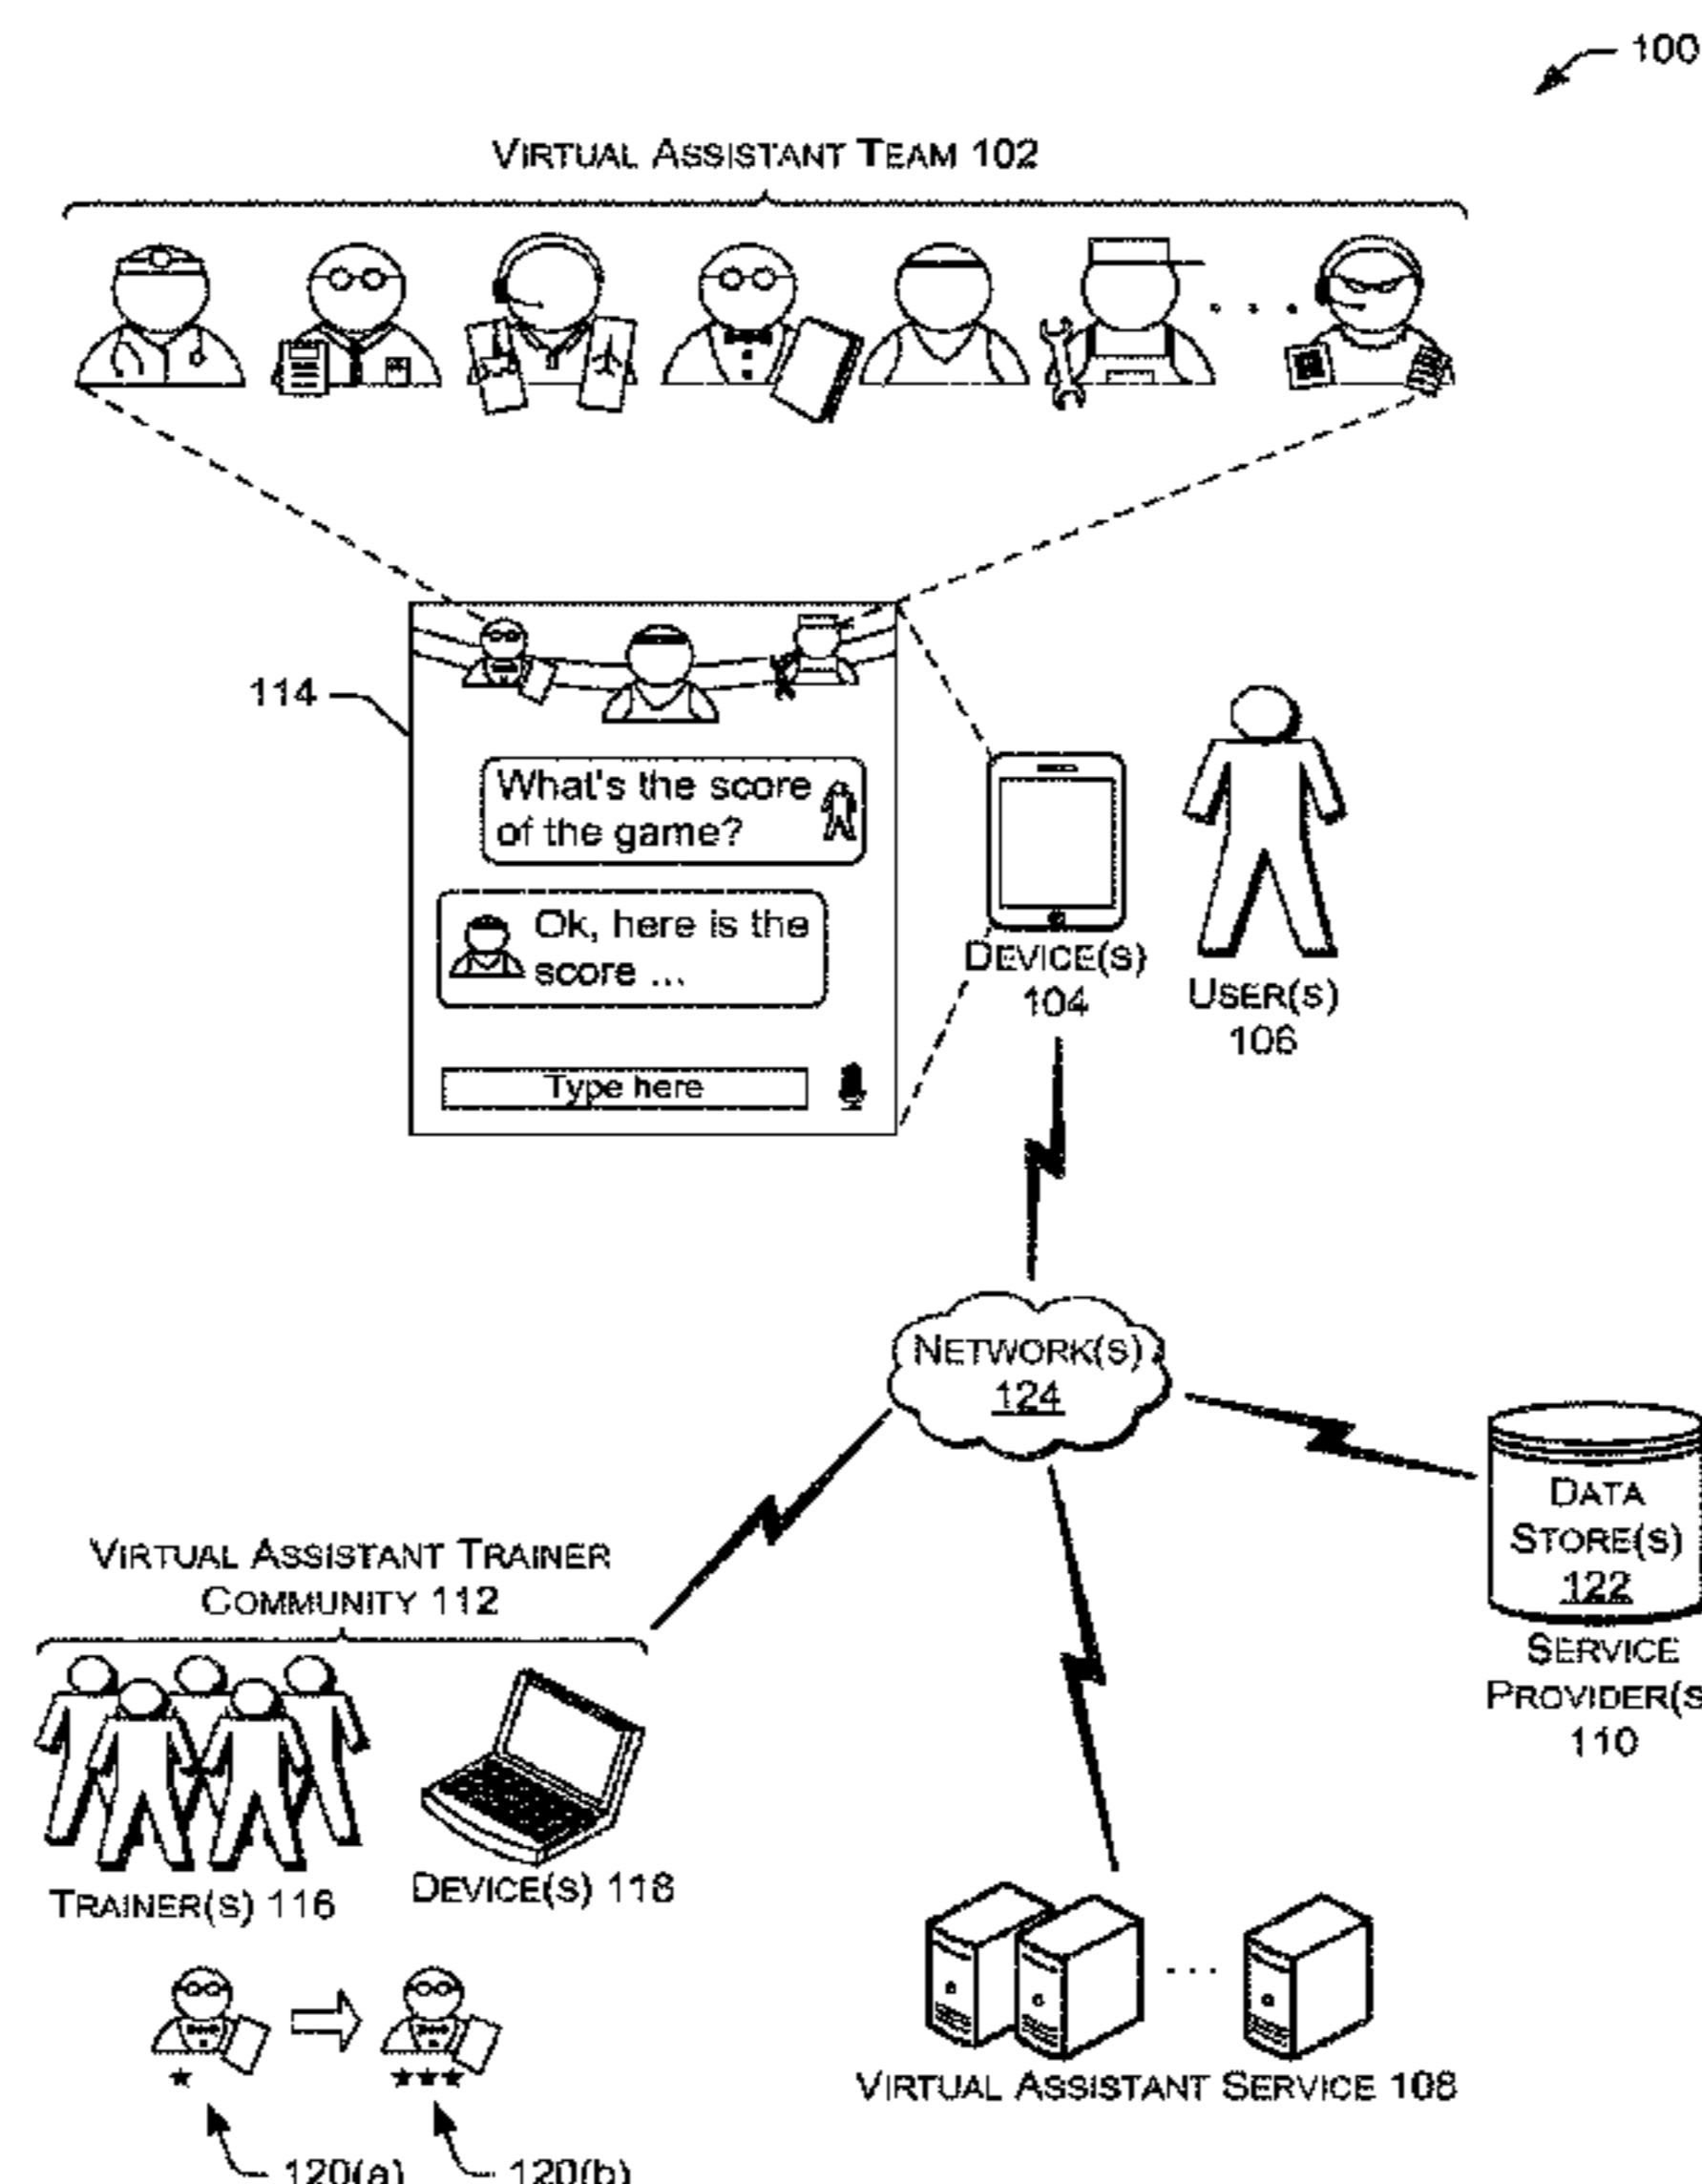 100
VIRTUAL ASSISTANT TEAM 102
114
What's the score
of the game?
Ok, here is the
score ...
Type here
DEVICE(S)
104
USER(S)
106
NETWORK(S)
124
DATA
STORE(S)
122
SERVICE
PROVIDER(S
110
VIRTUAL ASSISTANT TRAINER
COMMUNITY 112
TRAINER(S) 116
DEVICE(S) 118
VIRTUAL ASSISTANT SERVICE 108
120(a)
120(b)